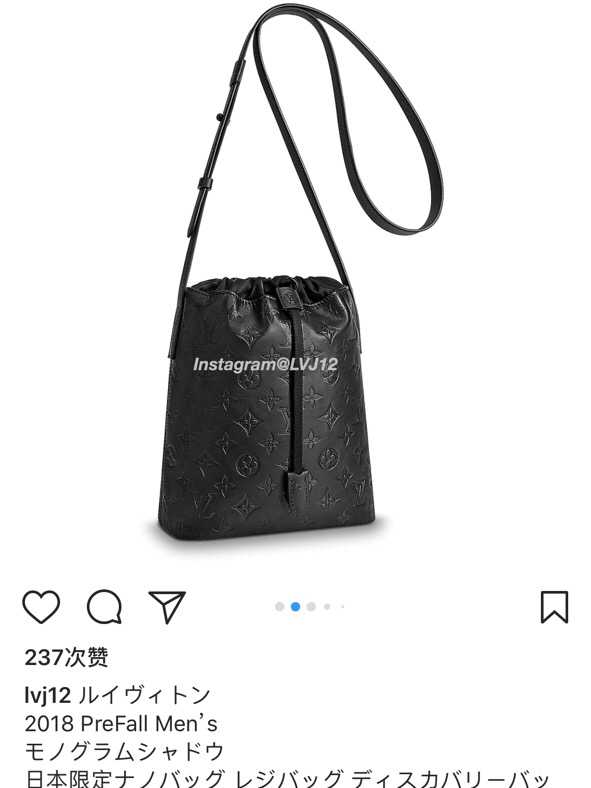 Instagram@LVJ12
237次赞
lvj12 ルイヴィトン
2018 PreFall Men's
モノグラムシャドウ
日本限定ナノバッグ レジバッグ ディスカバリーバッ